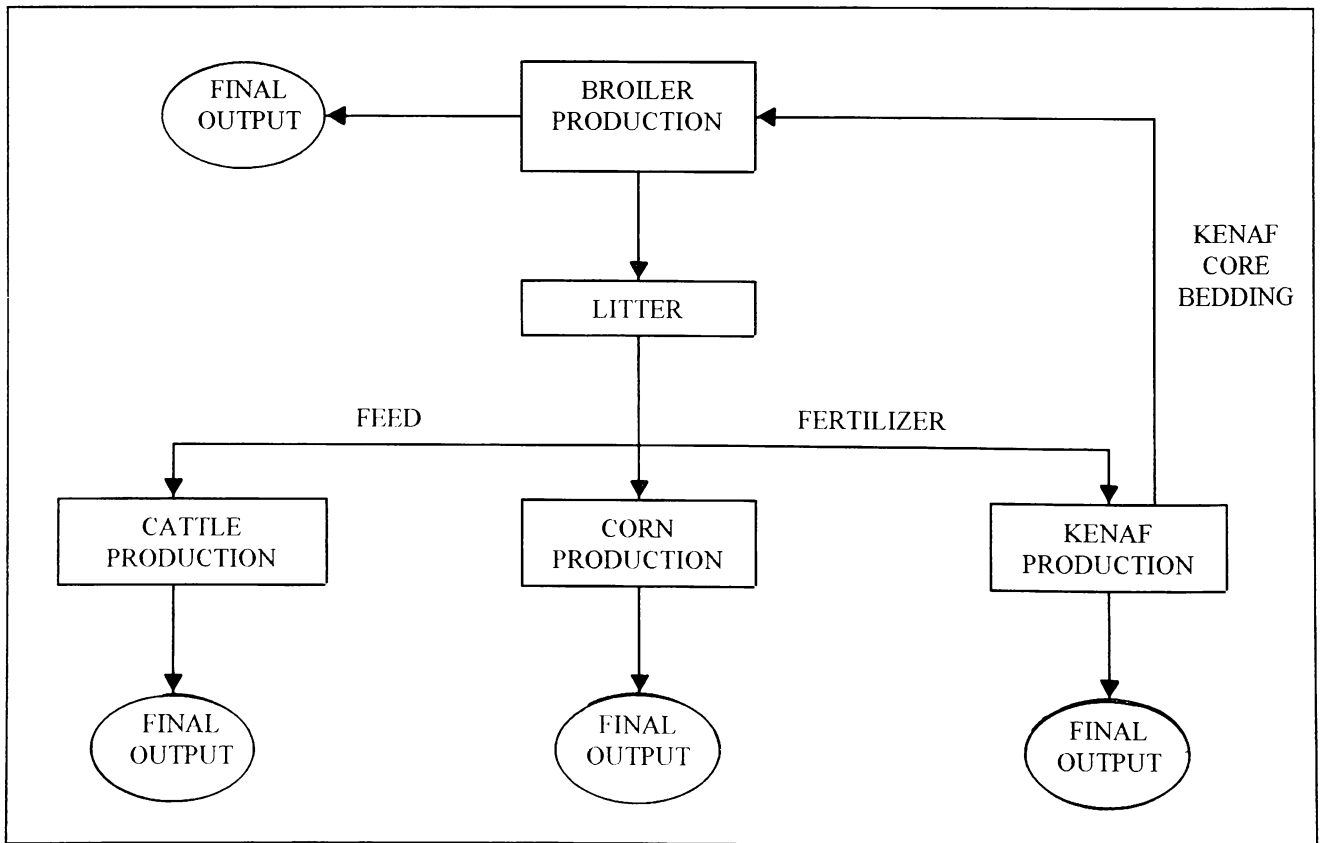 FINAL
OUTPUT
BROILER
PRODUCTION
KENAF
CORE
BEDDING
LITTER
FEED
FERTILIZER
CATTLE
PRODUCTION
CORN
PRODUCTION
KENAF
PRODUCTION
FINAL
OUTPUT
FINAL
OUTPUT
FINAL
OUTPUT